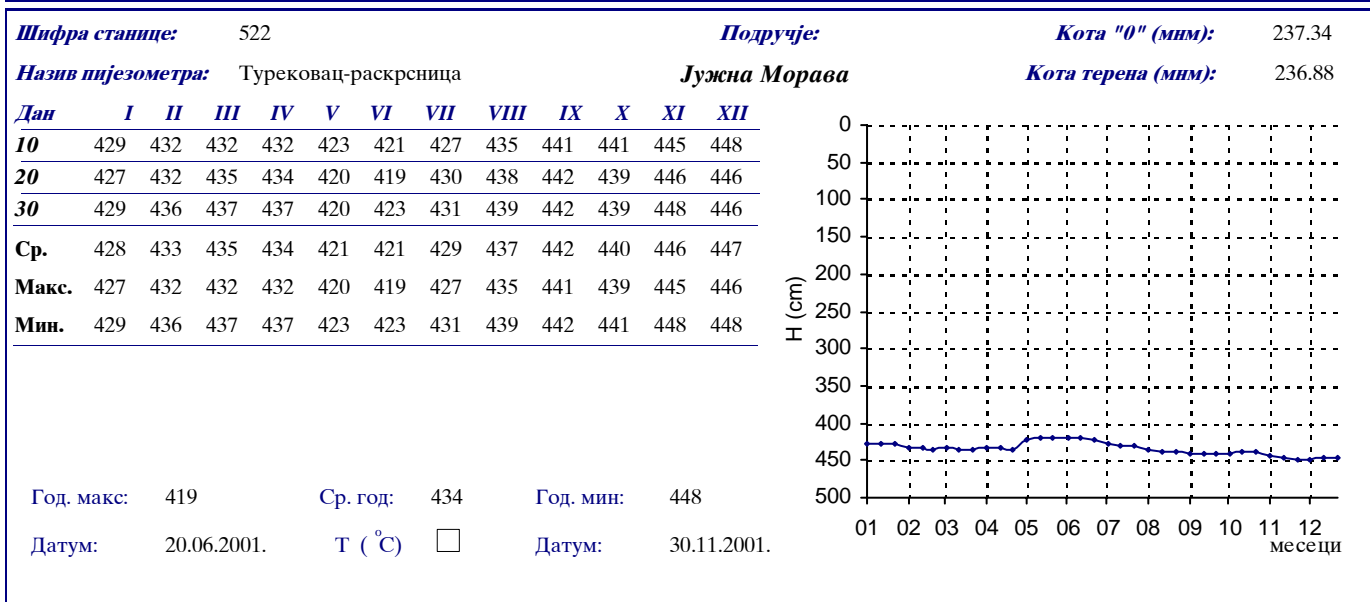 Шифра станице: 522 Подручје: Кота "0" (мнм): 237.34
Назив пијезометра: Турековац-раскрсница Јужна Морава Кота терена (мнм): 236.88
Дан I II III IV V VI VII VIII IX X XI XII
10 429 432 432 432 423 421 427 435 441 441 445 448
20 427 432 435 434 420 419 430 438 442 439 446 446
30 429 436 437 437 420 423 431 439 442 439 448 446
Ср. 428 433 435 434 421 421 429 437 442 440 446 447
Макс. 427 432 432 432 420 419 427 435 441 439 445 446
Мин. 429 436 437 437 423 423 431 439 442 441 448 448
0
50
100
150
200
250
300
350
400
450
500
H (cm)
01 02 03 04 05 06 07 08 09 10 11 12
месеци
Год. макс: 419 Ср. год: 434 Год. мин: 448
Датум: 20.06.2001. Т (°C) Датум: 30.11.2001.